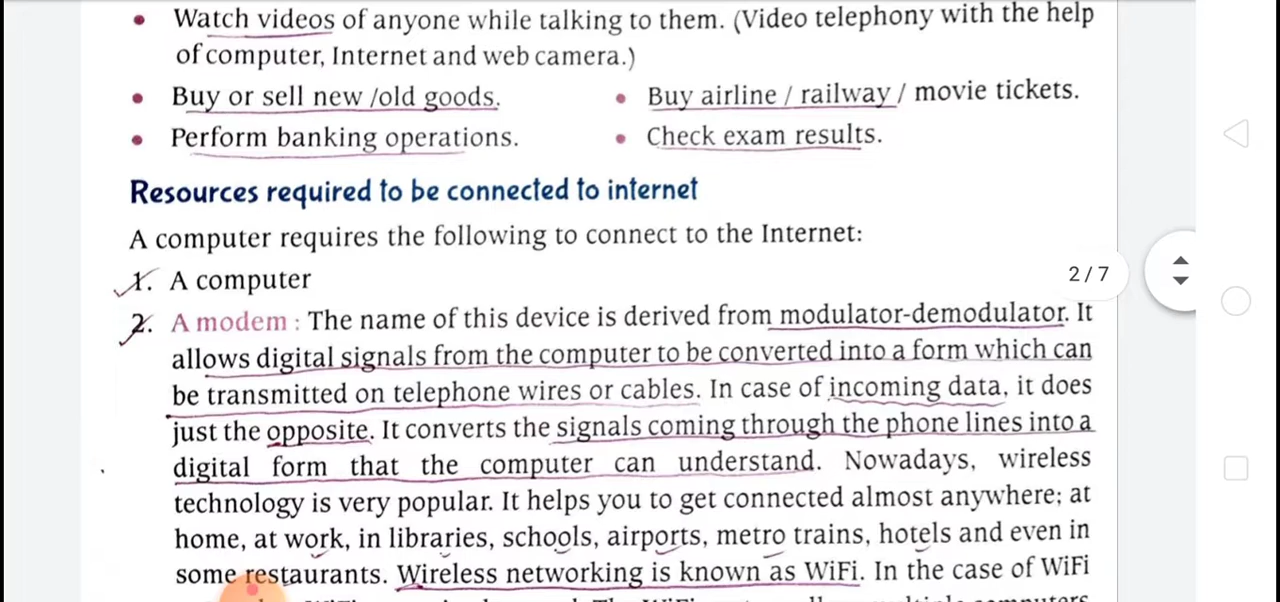 • Watch videos of anyone while talking to them. (Video telephony with the help
of computer, Internet and web camera.)
• Buy or sell new /old goods. • Buy airline / railway / movie tickets.
• Perform banking operations. • Check exam results.
Resources required to be connected to internet
A computer requires the following to connect to the Internet:
1. A computer
2/7
2. A modem : The name of this device is derived from modulator-demodulator. It
allows digital signals from the computer to be converted into a form which can
be transmitted on telephone wires or cables. In case of incoming data, it does
just the opposite. It converts the signals coming through the phone lines into a
digital form that the computer can understand. Nowadays, wireless
technology is very popular. It helps you to get connected almost anywhere; at
home, at work, in libraries, schools, airports, metro trains, hotels and even in
some restaurants. Wireless networking is known as WiFi. In the case of WiFi